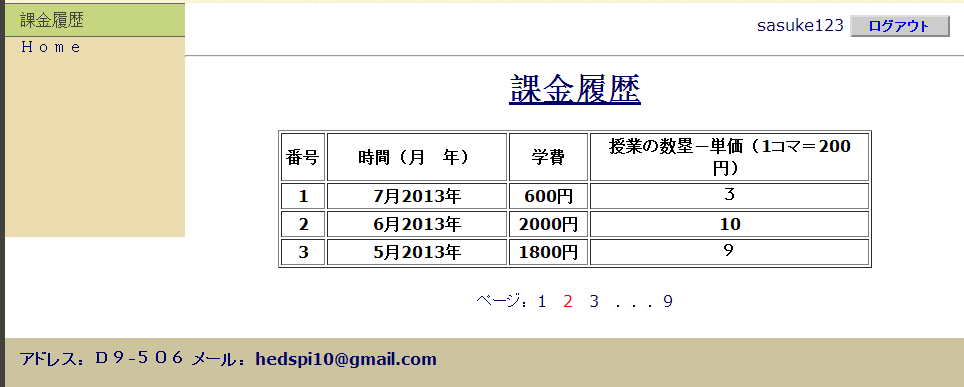 課金履歴
Ｈｏｍｅ
sasuke123 ログアウト
課金履歴
番号 時間（月　年） 学費 授業の数塁－単価（1コマ＝200円）
1 7月2013年 600円 ３
2 6月2013年 2000円 10
3 5月2013年 1800円 ９
ページ：1 2 3 ．．．9
アドレス：Ｄ９-５０６ メール：hedspi10@gmail.com